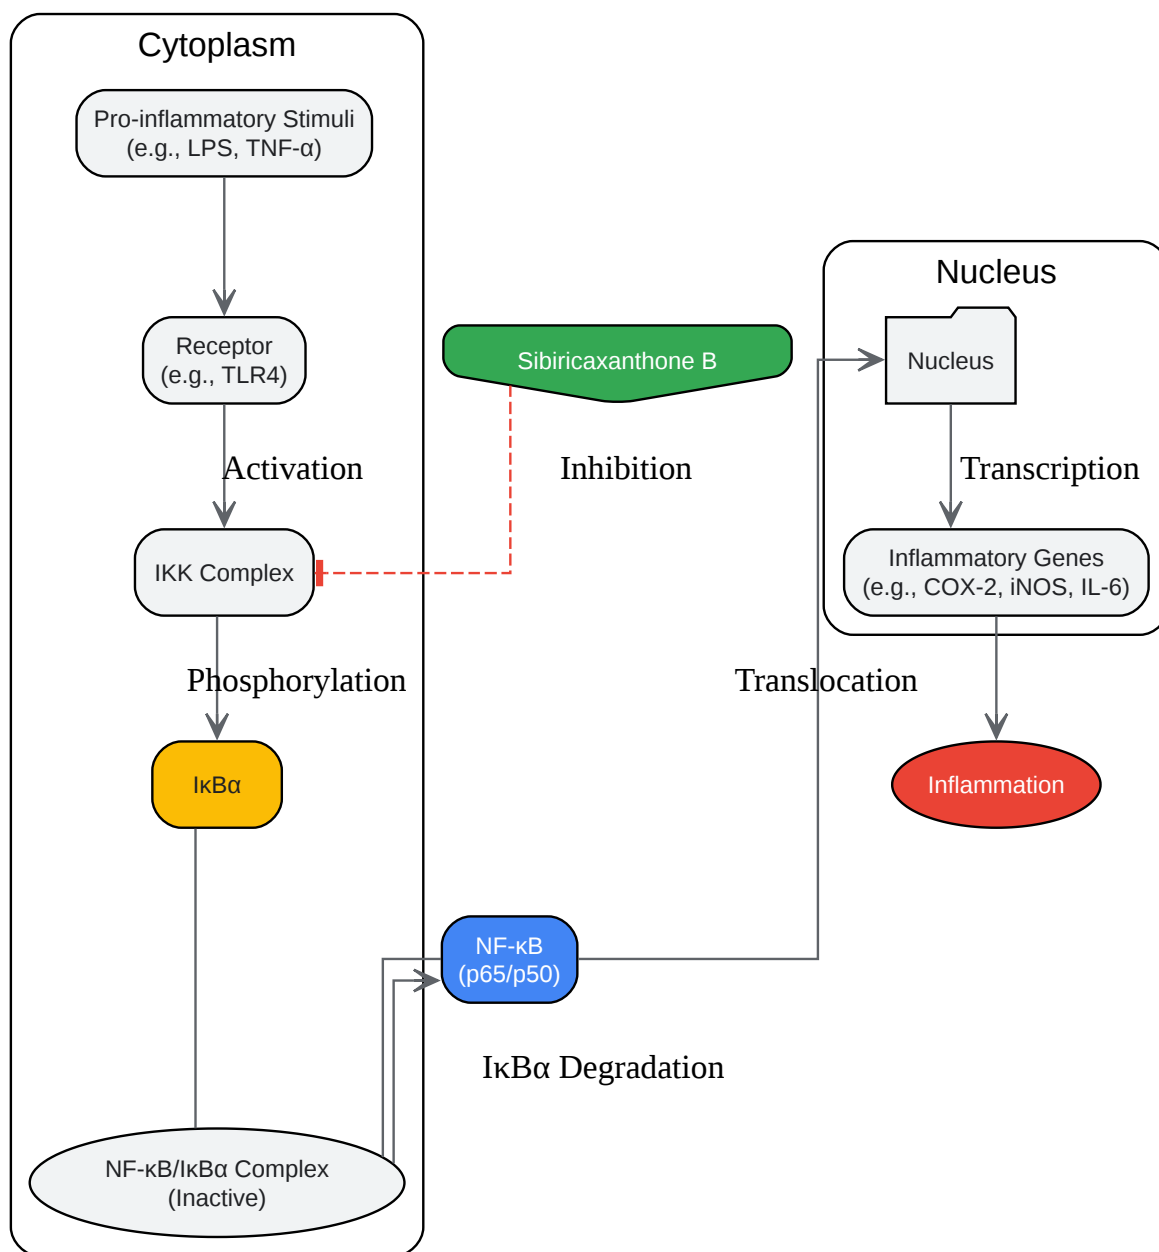 Cytoplasm
Pro-inflammatory Stimuli
(e.g., LPS, TNF-α)
Receptor
(e.g., TLR4)
Activation
IKK Complex
Phosphorylation
IκBα
NF-κB/IκBα Complex
(Inactive)
Sibiricaxanthone B
Inhibition
NF-κB
(p65/p50)
IκBα Degradation
Translocation
Nucleus
Nucleus
Transcription
Inflammatory Genes
(e.g., COX-2, iNOS, IL-6)
Inflammation